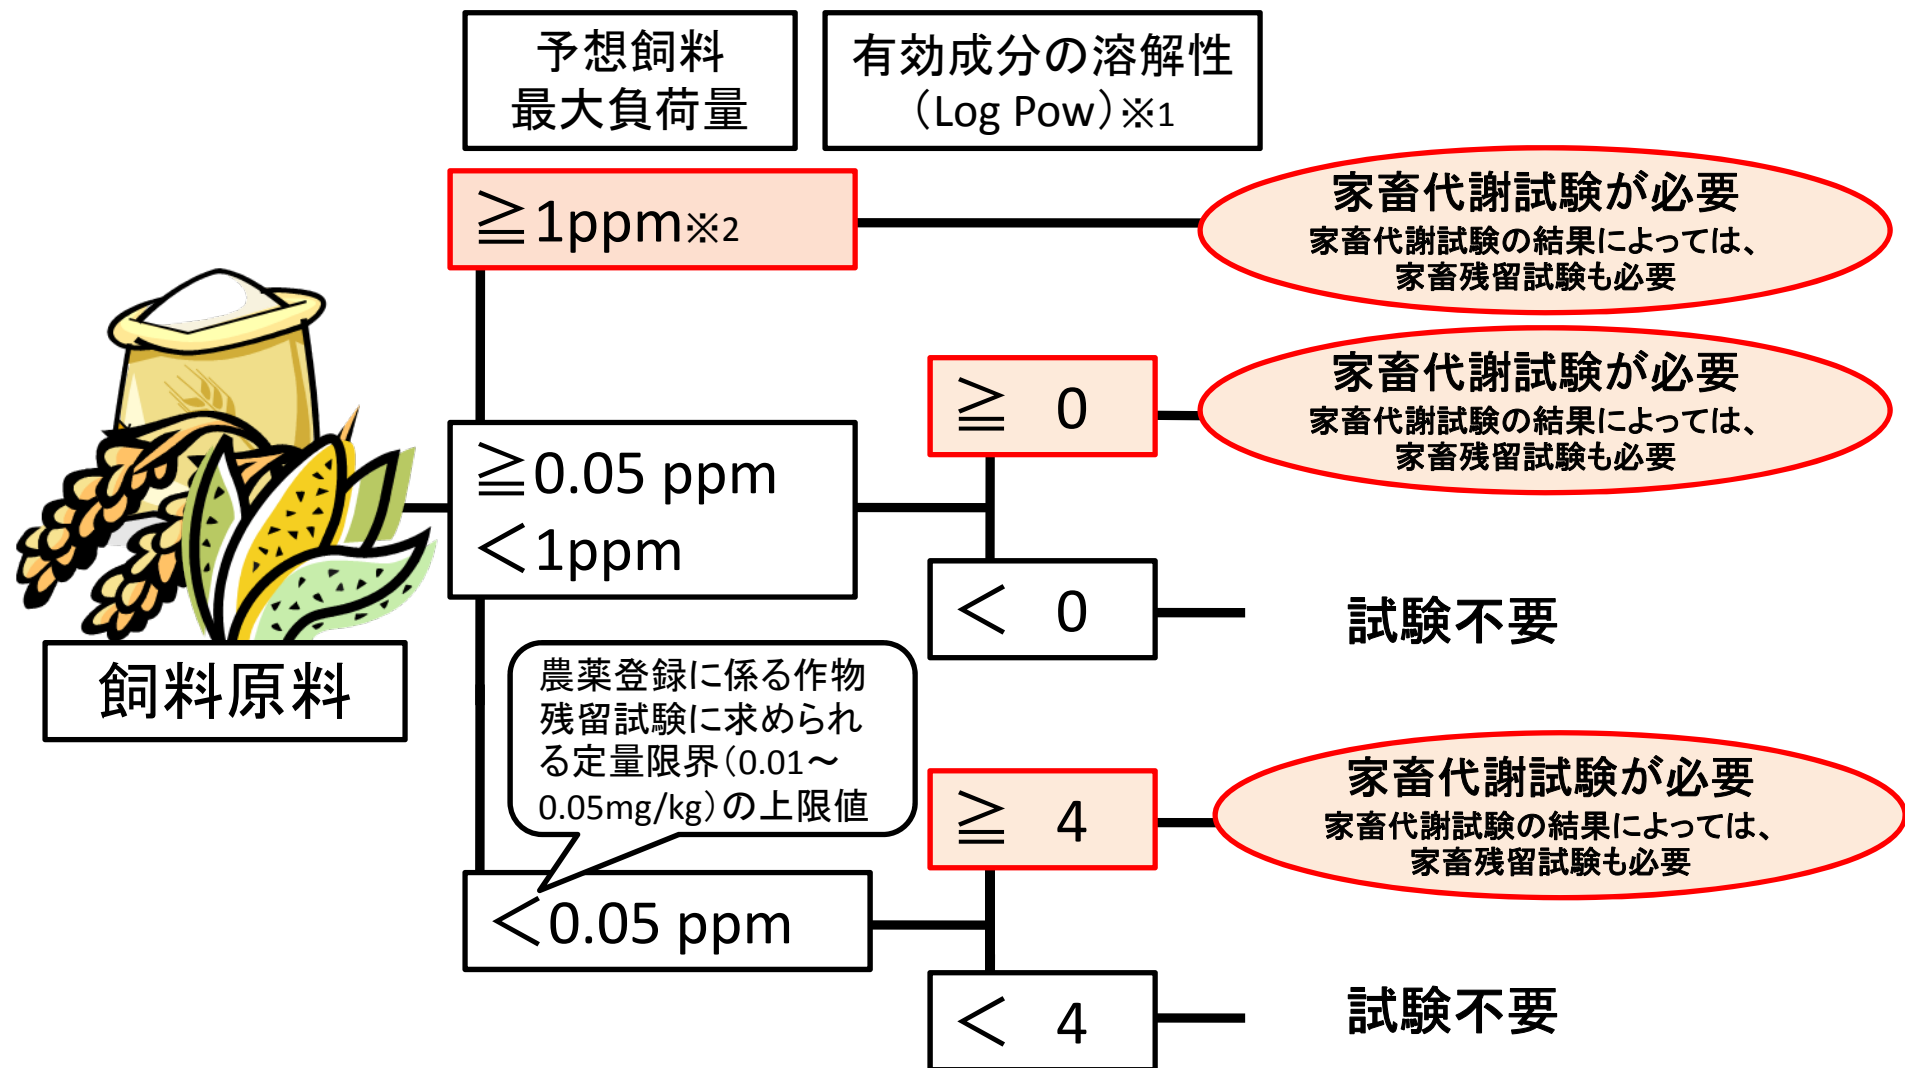 予想飼料
最大負荷量
有効成分の溶解性
（Log Pow）※1
≧1ppm※2
家畜代謝試験が必要
家畜代謝試験の結果によっては、
家畜残留試験も必要
≧ 0
家畜代謝試験が必要
家畜代謝試験の結果によっては、
家畜残留試験も必要
≧0.05 ppm
＜1ppm
＜ 0
試験不要
飼料原料
農薬登録に係る作物
残留試験に求められ
る定量限界（0.01～
0.05mg/kg）の上限値
≧ 4
家畜代謝試験が必要
家畜代謝試験の結果によっては、
家畜残留試験も必要
＜0.05 ppm
＜ 4
試験不要